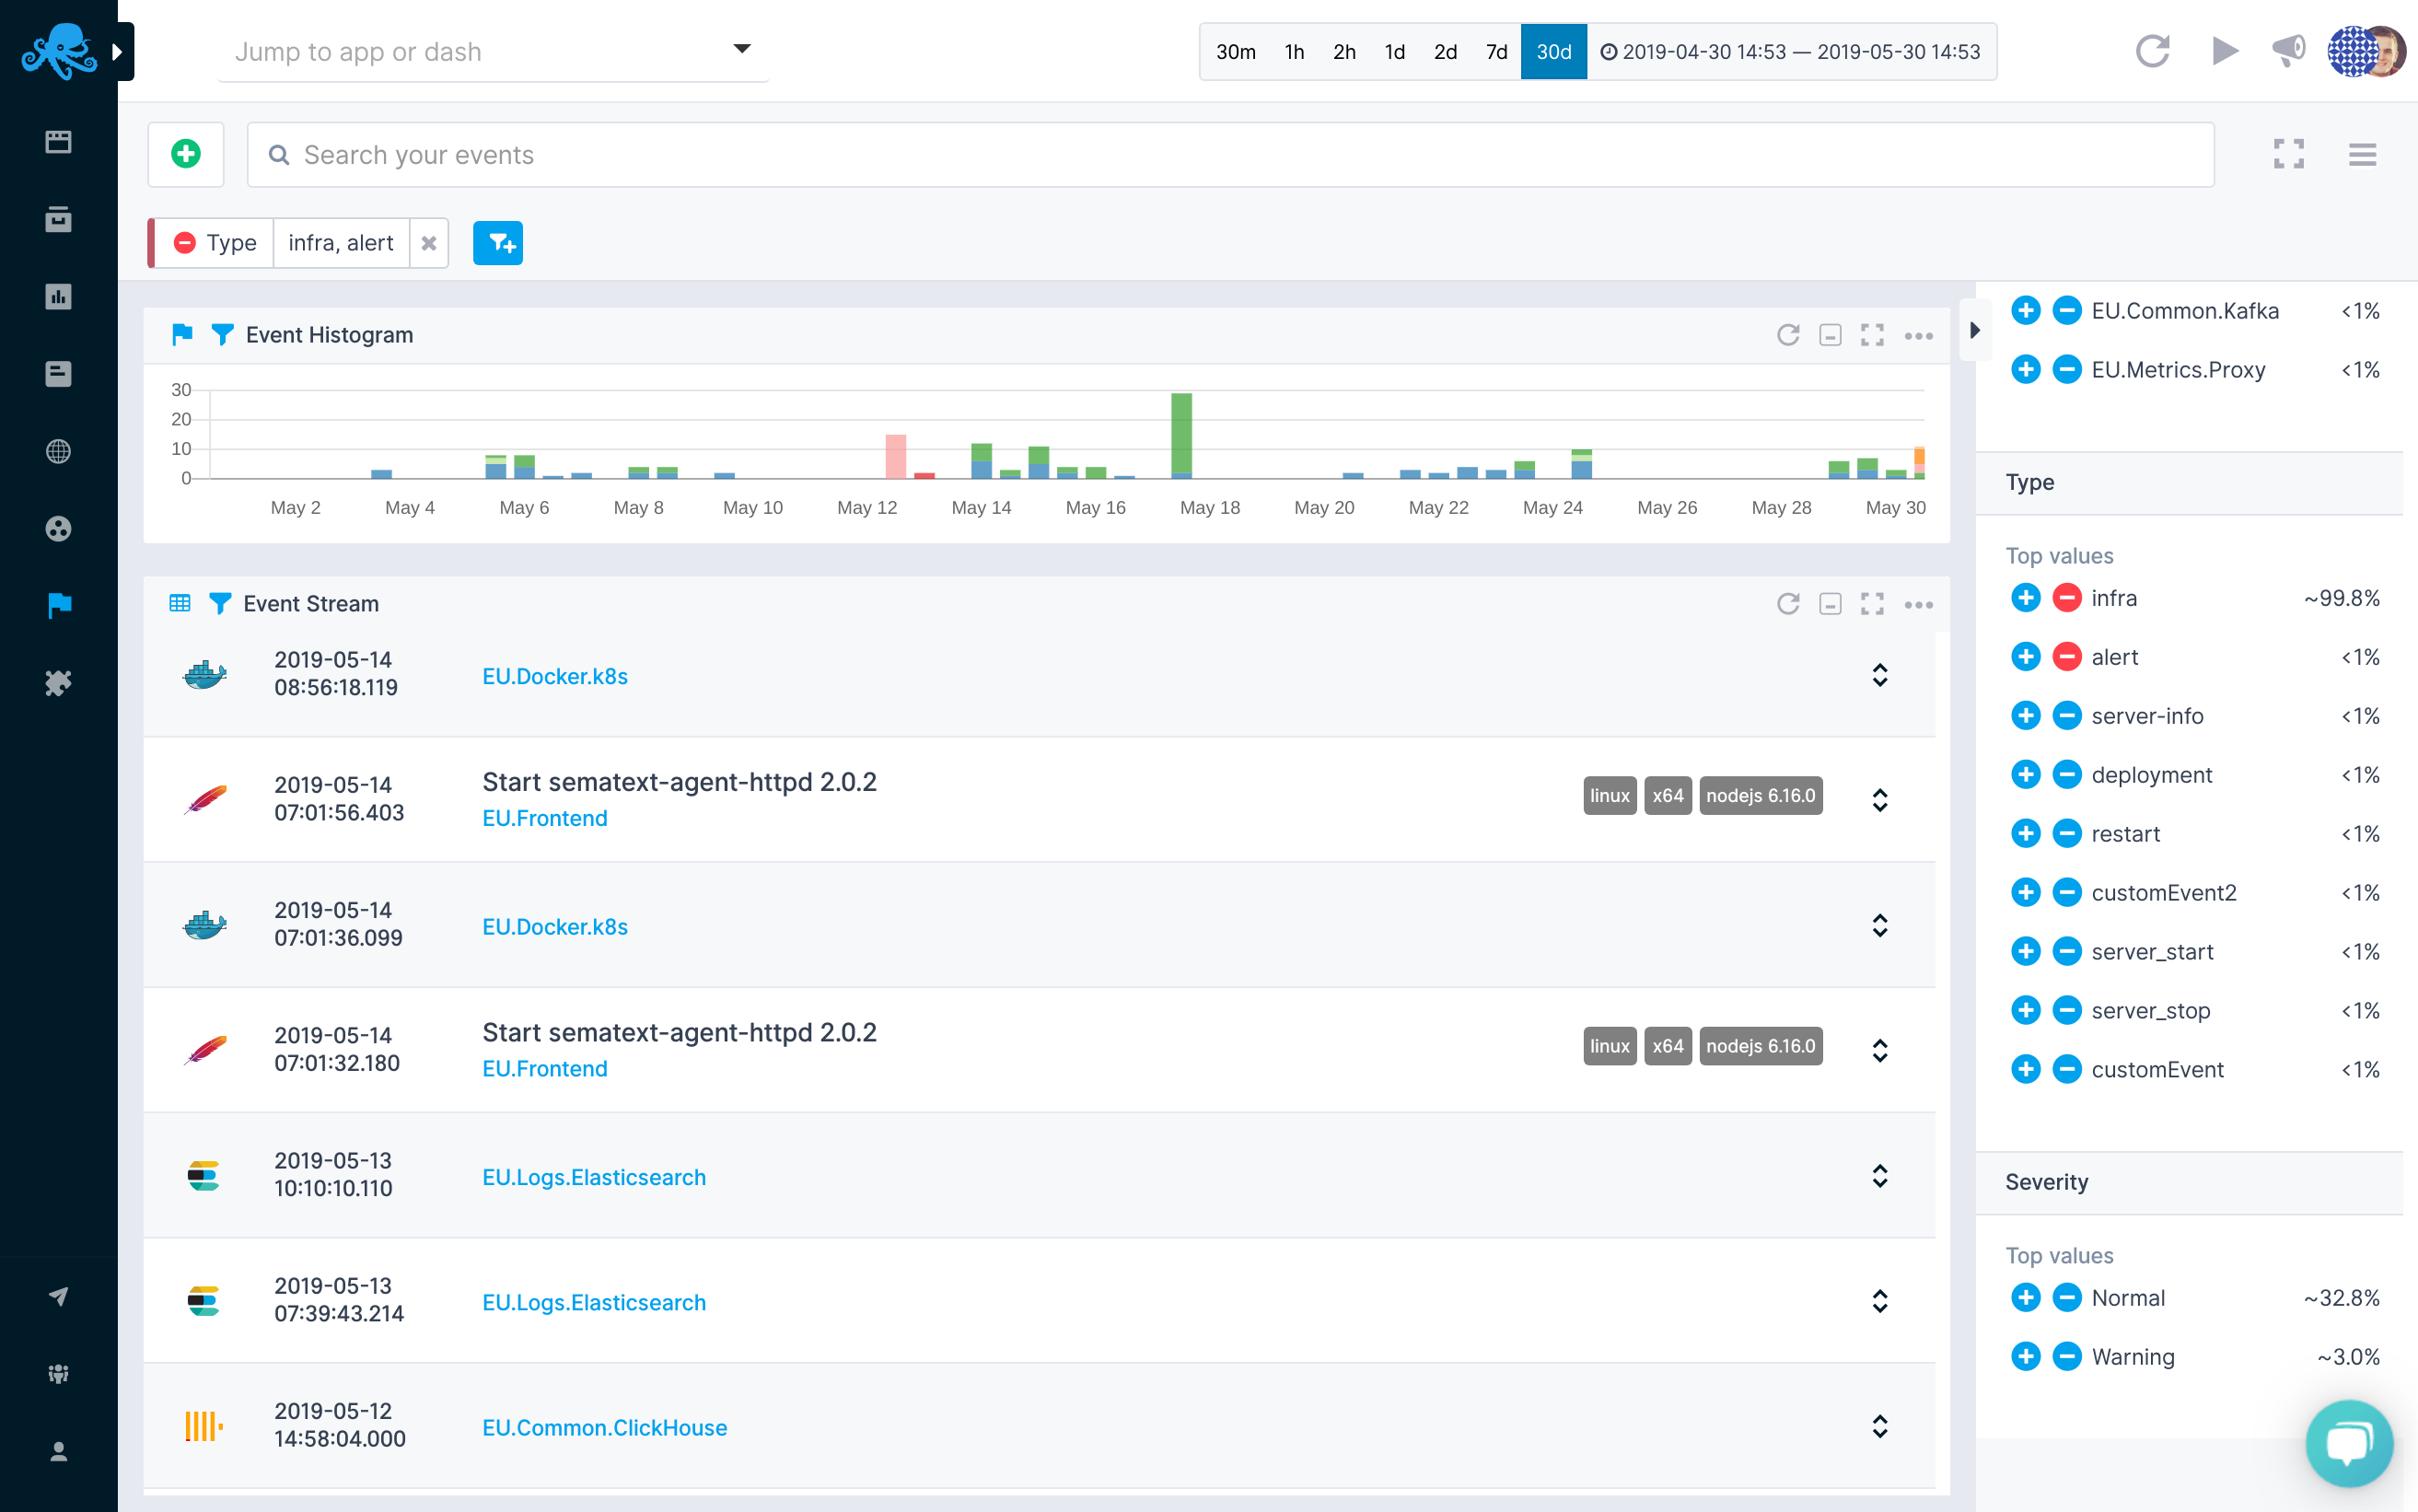 Jump to app or dash
30m 1h 2h 1d 2d 7d 30d 2019-04-30 14:53 — 2019-05-30 14:53
Search your events
Type infra, alert
Event Histogram
30
20
10
0
May 2 May 4 May 6 May 8 May 10 May 12 May 14 May 16 May 18 May 20 May 22 May 24 May 26 May 28 May 30
Event Stream
2019-05-14
08:56:18.119
EU.Docker.k8s
2019-05-14
07:01:56.403
Start sematext-agent-httpd 2.0.2
EU.Frontend
linux x64 nodejs 6.16.0
2019-05-14
07:01:36.099
EU.Docker.k8s
2019-05-14
07:01:32.180
Start sematext-agent-httpd 2.0.2
EU.Frontend
linux x64 nodejs 6.16.0
2019-05-13
10:10:10.110
EU.Logs.Elasticsearch
2019-05-13
07:39:43.214
EU.Logs.Elasticsearch
2019-05-12
14:58:04.000
EU.Common.ClickHouse
EU.Common.Kafka <1%
EU.Metrics.Proxy <1%
Type
Top values
infra ~99.8%
alert <1%
server-info <1%
deployment <1%
restart <1%
customEvent2 <1%
server_start <1%
server_stop <1%
customEvent <1%
Severity
Top values
Normal ~32.8%
Warning ~3.0%